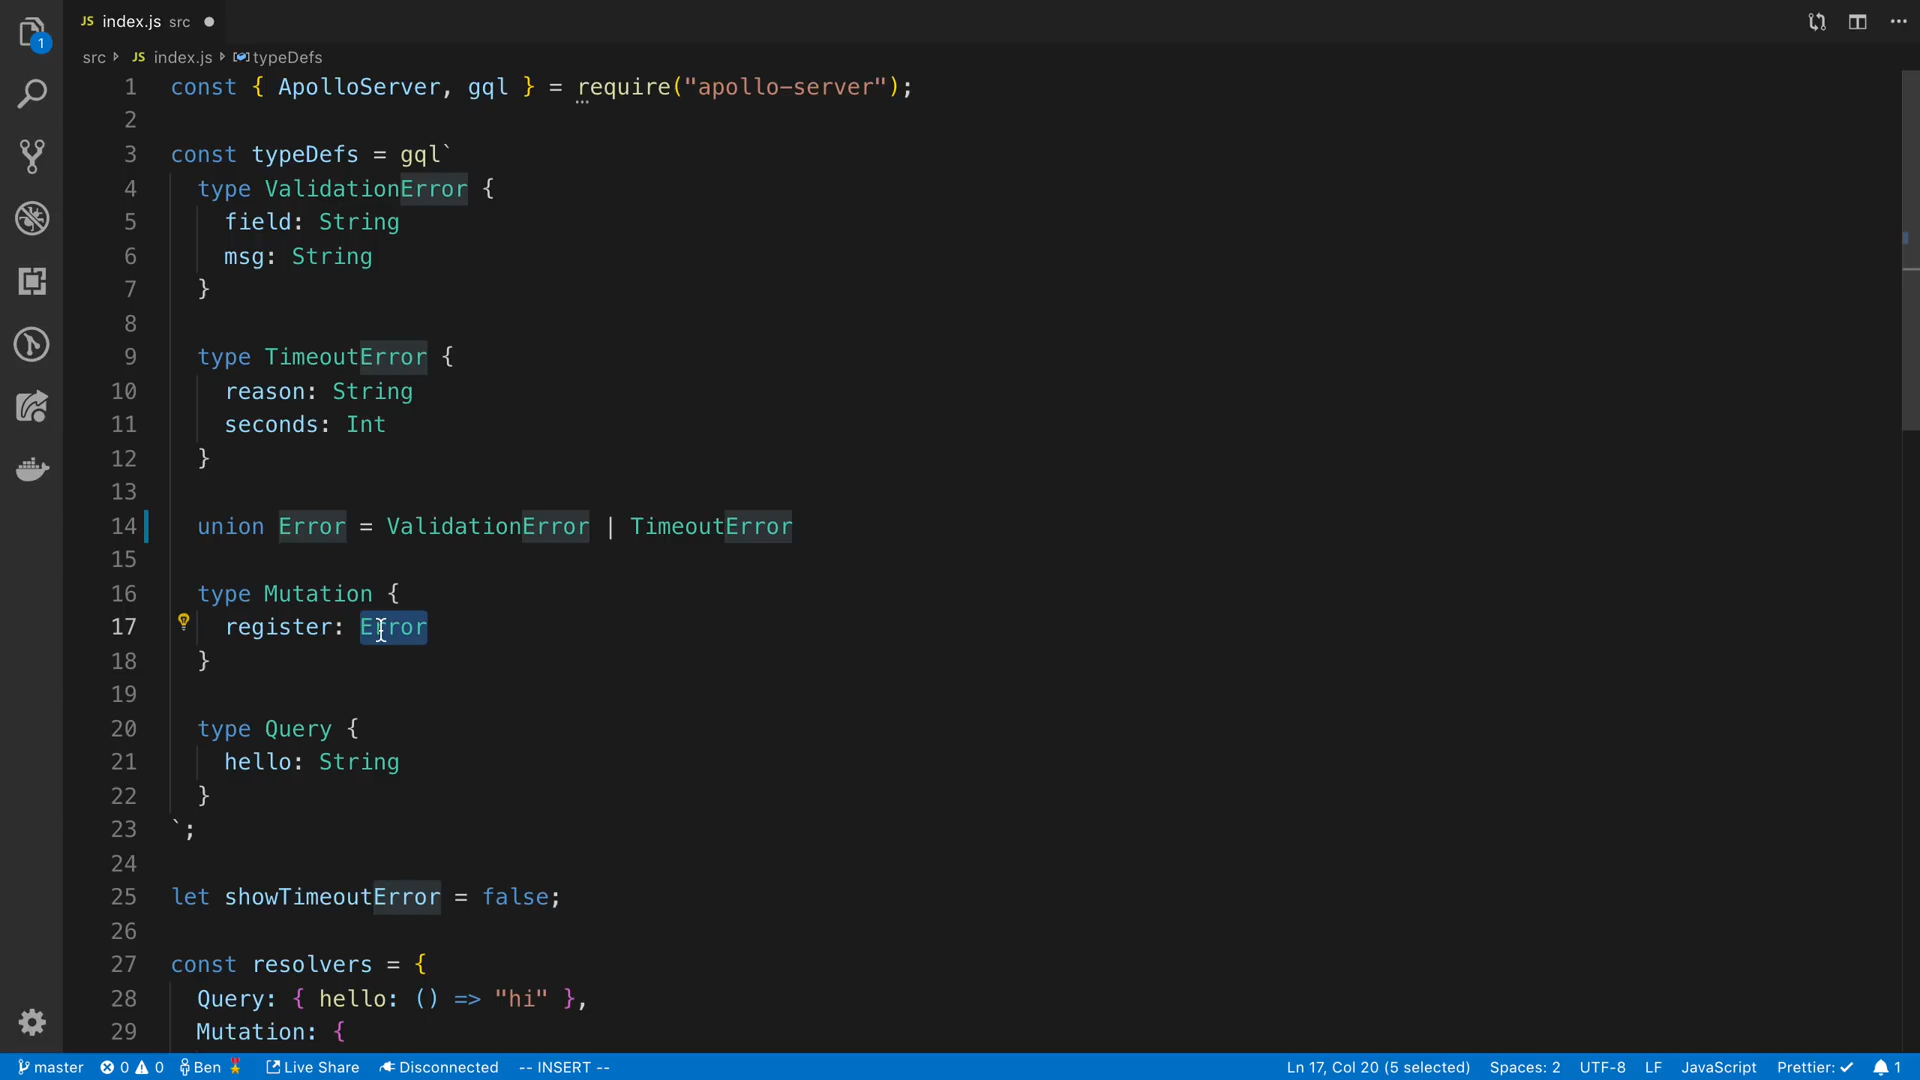 JS index.js src
src JS index.js typeDefs
1 const { ApolloServer, gql } = require("apollo-server");
2
3 const typeDefs = gql`
4 type ValidationError {
5 field: String
6 msg: String
7 }
8
9 type TimeoutError {
10 reason: String
11 seconds: Int
12 }
13
14 union Error = ValidationError | TimeoutError
15
16 type Mutation {
17 register: Error
18 }
19
20 type Query {
21 hello: String
22 }
23 `;
24
25 let showTimeoutError = false;
26
27 const resolvers = {
28 Query: { hello: () => "hi" },
29 Mutation: {
1
master 0 0 Ben Live Share Disconnected -- INSERT -- Ln 17, Col 20 (5 selected) Spaces: 2 UTF-8 LF JavaScript Prettier: 1